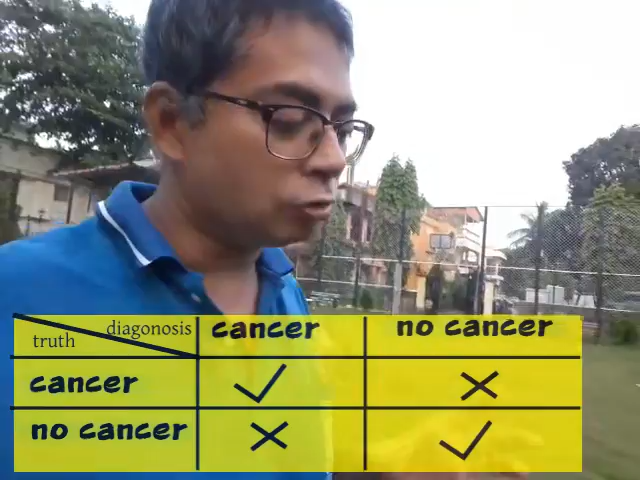 truth diagonosis cancer no cancer
cancer ✓ ✗
no cancer ✗ ✓